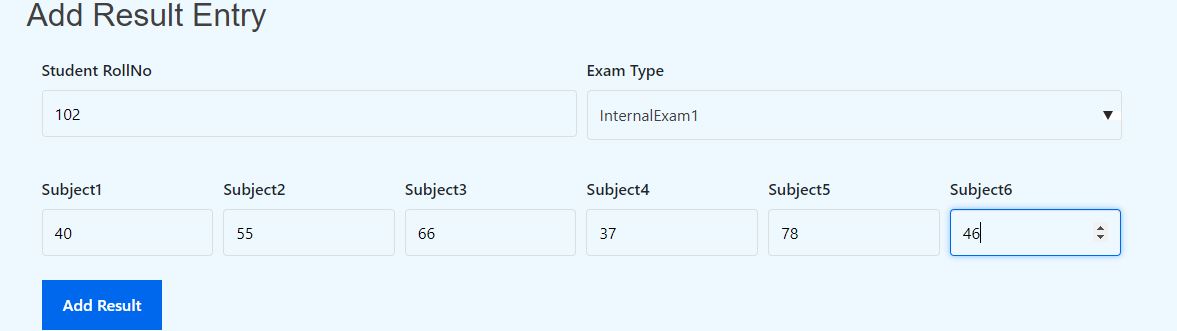 Add Result Entry
Student RollNo Exam Type
102 InternalExam1
Subject1 Subject2 Subject3 Subject4 Subject5 Subject6
40 55 66 37 78 46
Add Result